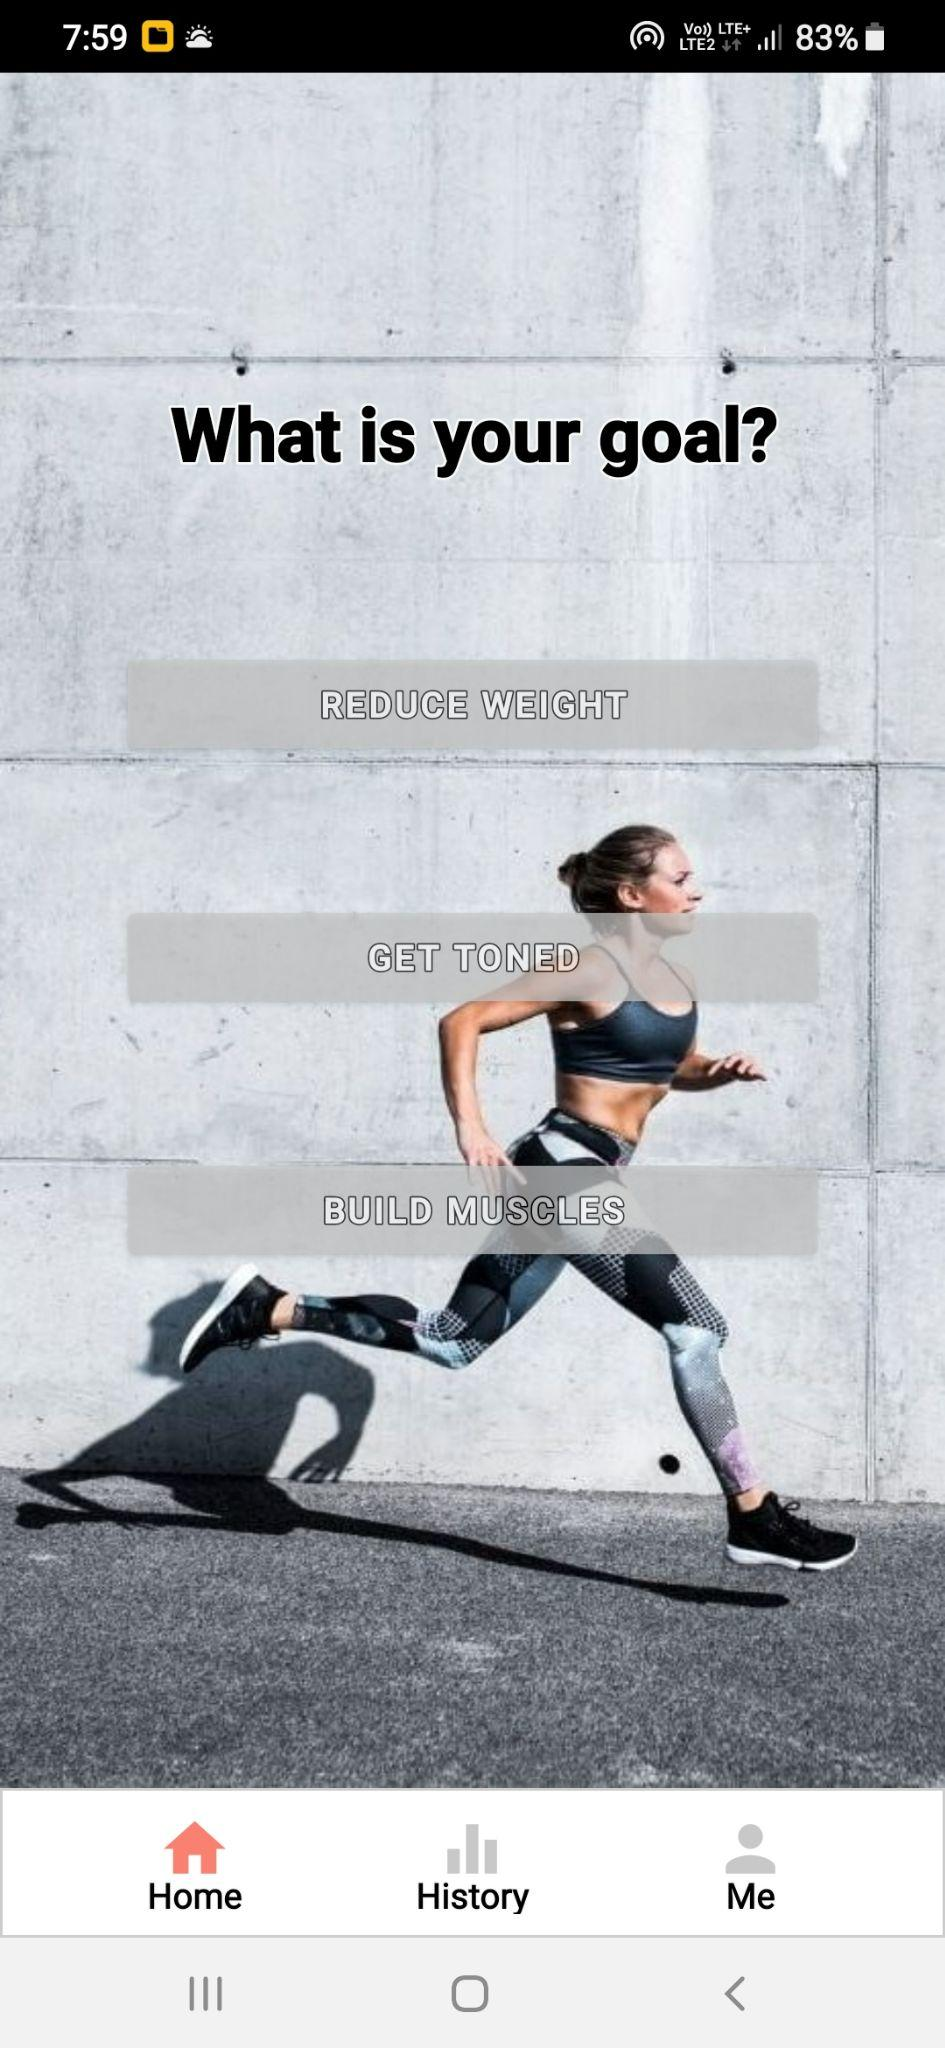 7:59
Vo)) LTE+
LTE2
83%
What is your goal?
REDUCE WEIGHT
GET TONED
BUILD MUSCLES
Home
History
Me